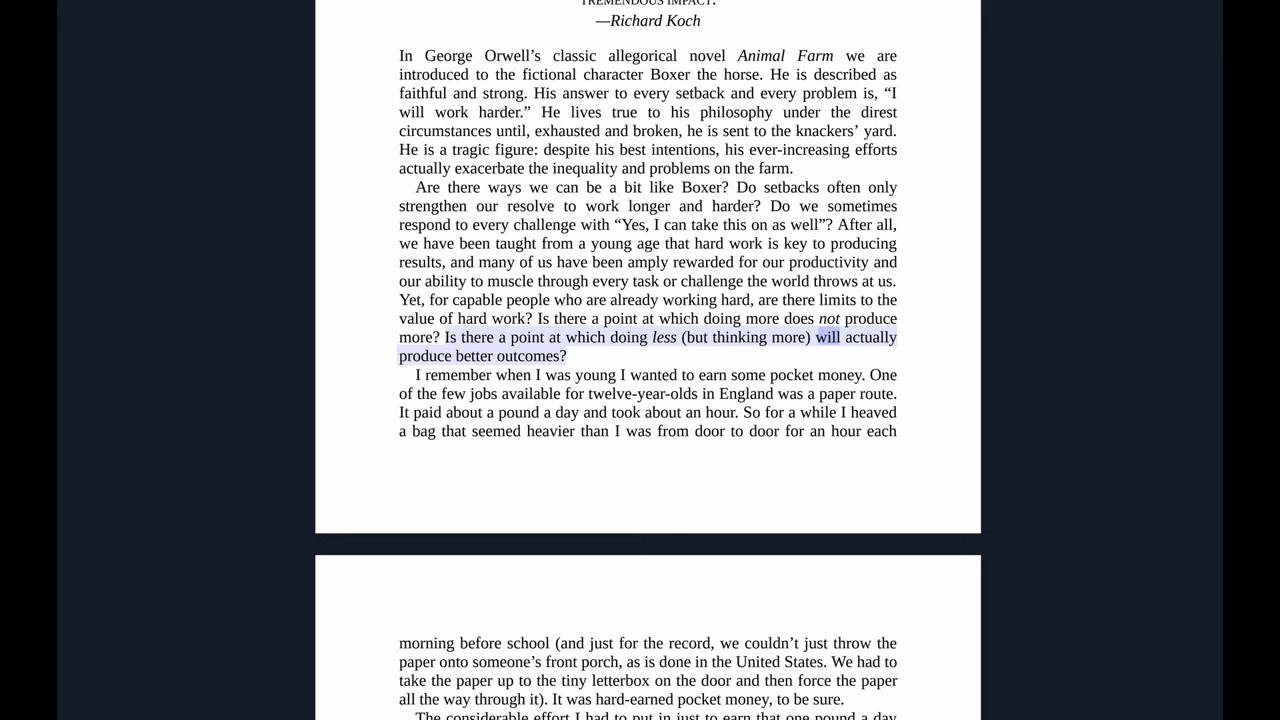 TREMENDOUS IMPACT.
—Richard Koch
In George Orwell’s classic allegorical novel Animal Farm we are
introduced to the fictional character Boxer the horse. He is described as
faithful and strong. His answer to every setback and every problem is, “I
will work harder.” He lives true to his philosophy under the direst
circumstances until, exhausted and broken, he is sent to the knackers’ yard.
He is a tragic figure: despite his best intentions, his ever-increasing efforts
actually exacerbate the inequality and problems on the farm.
Are there ways we can be a bit like Boxer? Do setbacks often only
strengthen our resolve to work longer and harder? Do we sometimes
respond to every challenge with “Yes, I can take this on as well”? After all,
we have been taught from a young age that hard work is key to producing
results, and many of us have been amply rewarded for our productivity and
our ability to muscle through every task or challenge the world throws at us.
Yet, for capable people who are already working hard, are there limits to the
value of hard work? Is there a point at which doing more does not produce
more? Is there a point at which doing less (but thinking more) will actually
produce better outcomes?
I remember when I was young I wanted to earn some pocket money. One
of the few jobs available for twelve-year-olds in England was a paper route.
It paid about a pound a day and took about an hour. So for a while I heaved
a bag that seemed heavier than I was from door to door for an hour each
morning before school (and just for the record, we couldn’t just throw the
paper onto someone’s front porch, as is done in the United States. We had to
take the paper up to the tiny letterbox on the door and then force the paper
all the way through it). It was hard-earned pocket money, to be sure.
The considerable effort I had to put in just to earn that one pound a day